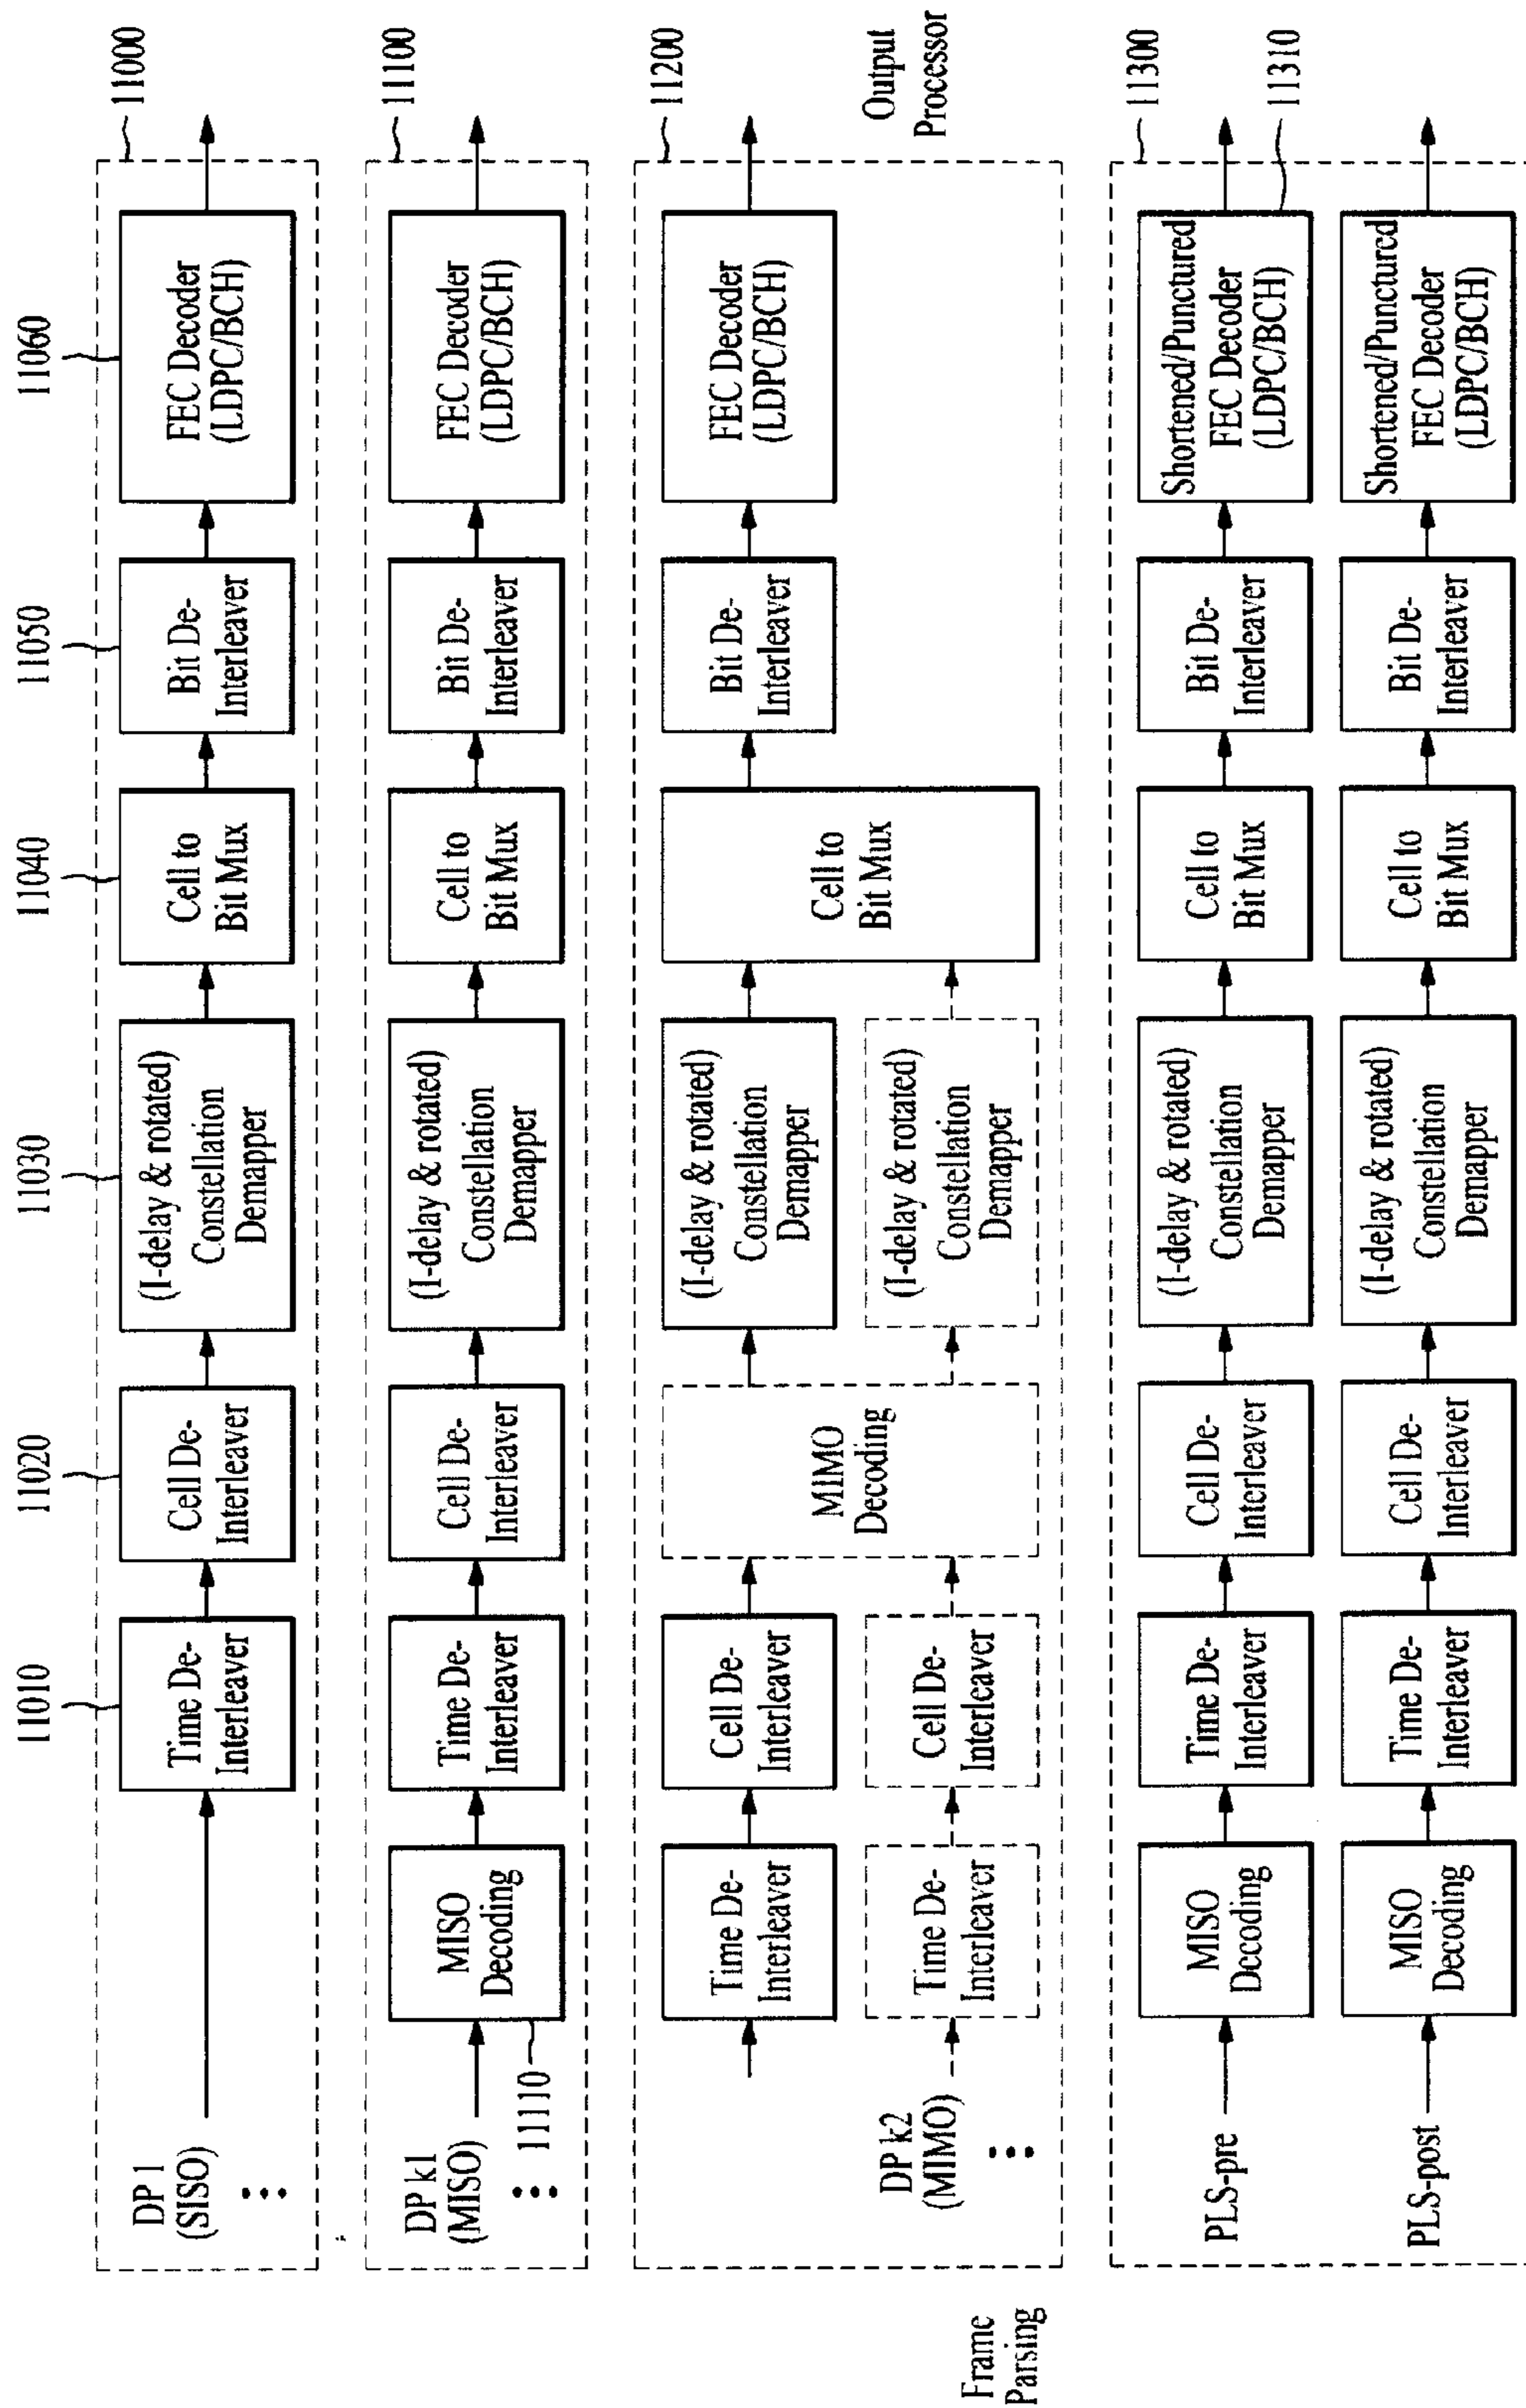 11010
11020
11030
11040
11050
11060
11000
DP 1
(SISO)
Time De-
Interleaver
Cell De-
Interleaver
(I-delay & rotated)
Constellation
Demapper
Cell to
Bit Mux
Bit De-
Interleaver
FEC Decoder
(LDPC/BCH)
11100
DP k1
(MISO)
11110
MISO
Decoding
Time De-
Interleaver
Cell De-
Interleaver
(I-delay & rotated)
Constellation
Demapper
Cell to
Bit Mux
Bit De-
Interleaver
FEC Decoder
(LDPC/BCH)
11200
Time De-
Interleaver
Cell De-
Interleaver
MIMO
Decoding
(I-delay & rotated)
Constellation
Demapper
Cell to
Bit Mux
Bit De-
Interleaver
FEC Decoder
(LDPC/BCH)
DP k2
(MIMO)
Time De-
Interleaver
Cell De-
Interleaver
(I-delay & rotated)
Constellation
Demapper
Output
Processor
Frame
Parsing
11300
PLS-pre
MISO
Decoding
Time De-
Interleaver
Cell De-
Interleaver
(I-delay & rotated)
Constellation
Demapper
Cell to
Bit Mux
Bit De-
Interleaver
Shortened/Punctured
FEC Decoder
(LDPC/BCH)
11310
PLS-post
MISO
Decoding
Time De-
Interleaver
Cell De-
Interleaver
(I-delay & rotated)
Constellation
Demapper
Cell to
Bit Mux
Bit De-
Interleaver
Shortened/Punctured
FEC Decoder
(LDPC/BCH)